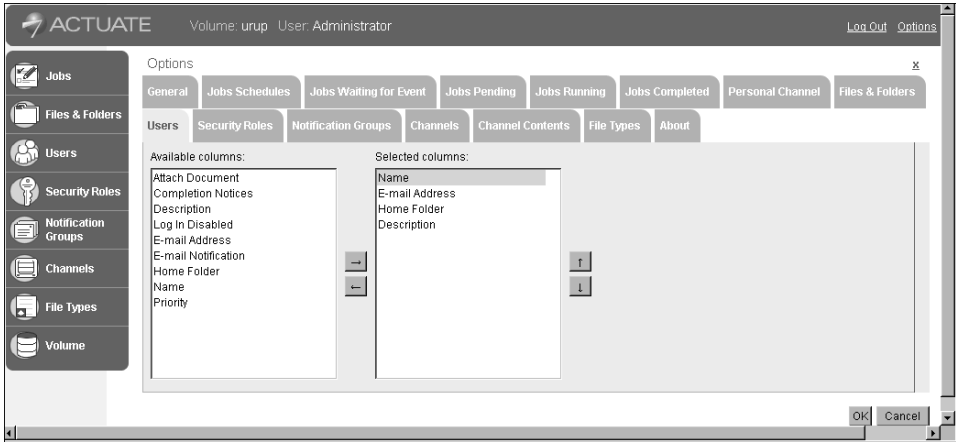 ACTUATE Volume: urup User: Administrator Log Out Options
Options x
General Jobs Schedules Jobs Waiting for Event Jobs Pending Jobs Running Jobs Completed Personal Channel Files & Folders
Users Security Roles Notification Groups Channels Channel Contents File Types About
Jobs
Files & Folders
Users
Security Roles
Notification
Groups
Channels
File Types
Volume
Available columns:
Attach Document
Completion Notices
Description
Log In Disabled
E-mail Address
E-mail Notification
Home Folder
Name
Priority
→
←
Selected columns:
Name
E-mail Address
Home Folder
Description
↑
↓
OK Cancel